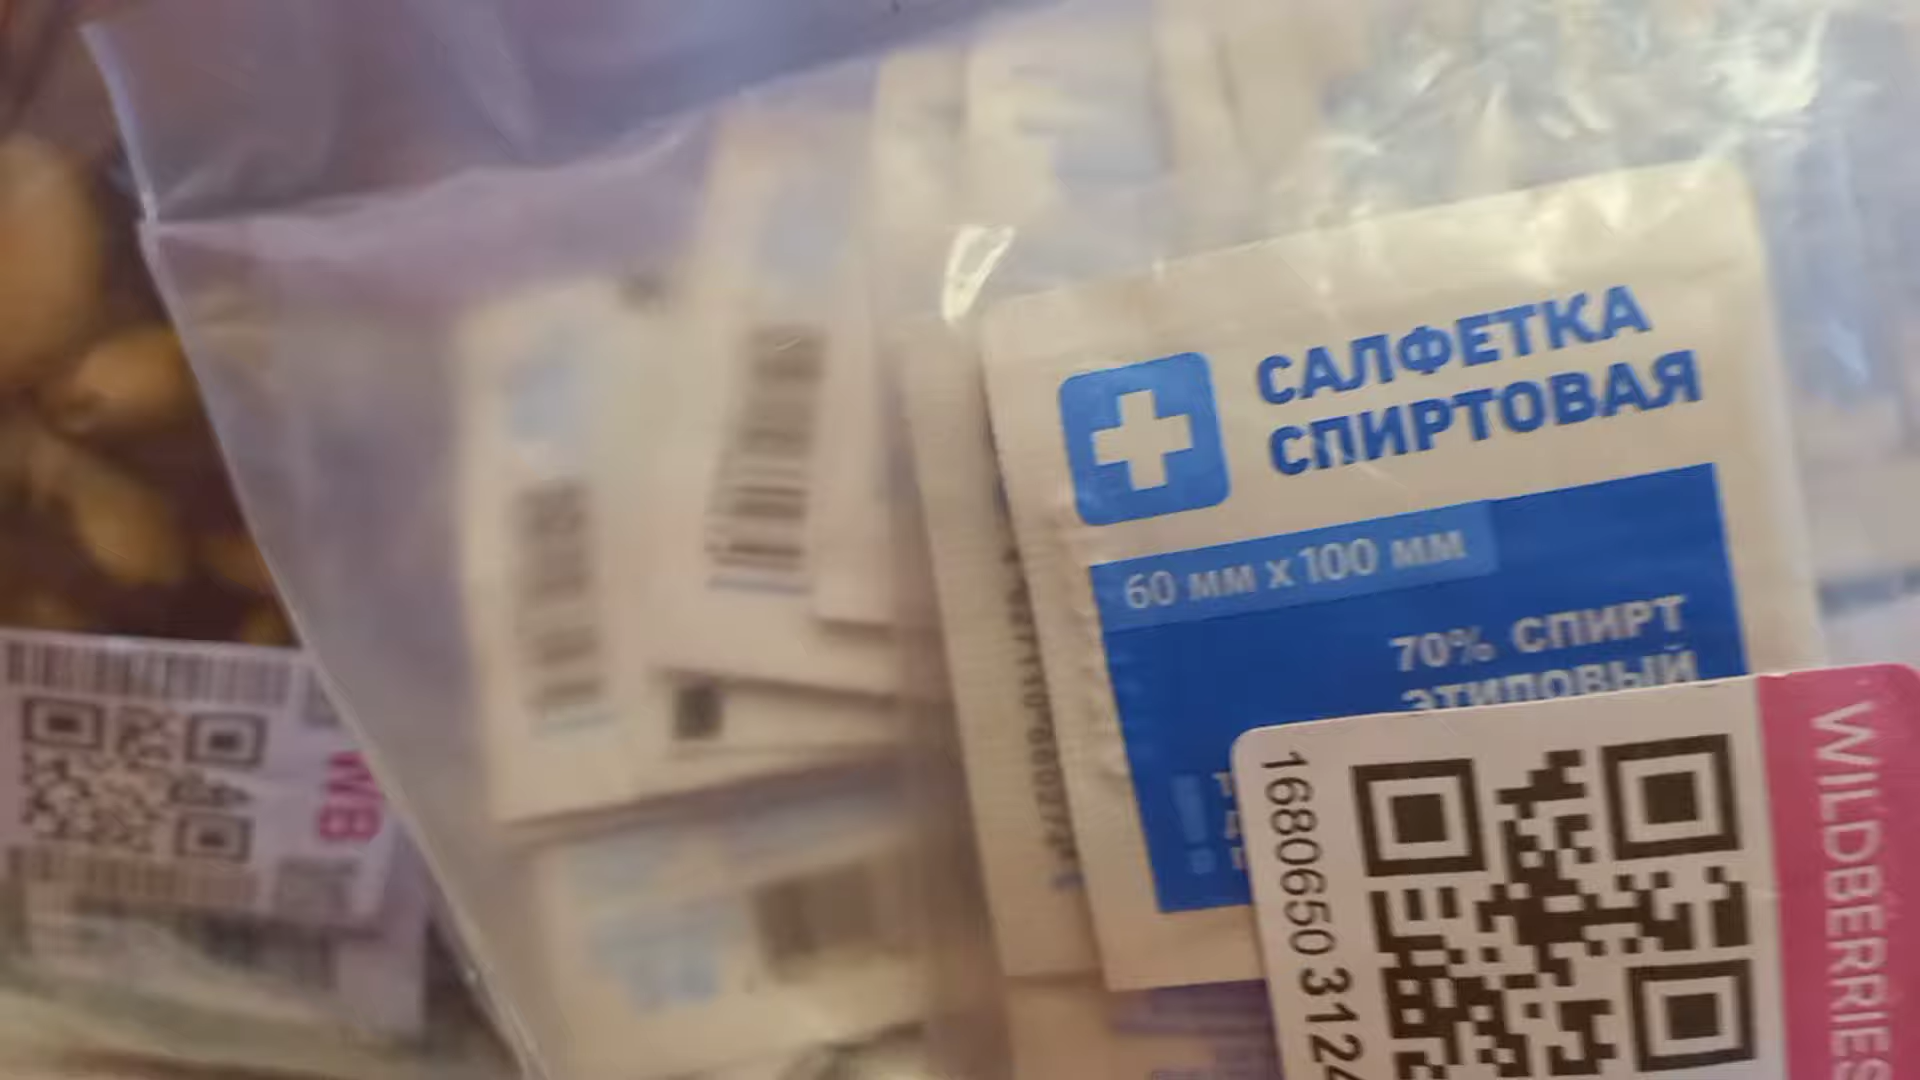 САЛФЕТКА
СПИРТОВАЯ
60 мм x 100 мм
70% СПИРТ
ЭТИЛОВЫЙ
1680650 3124
WILDBERRIES
WB